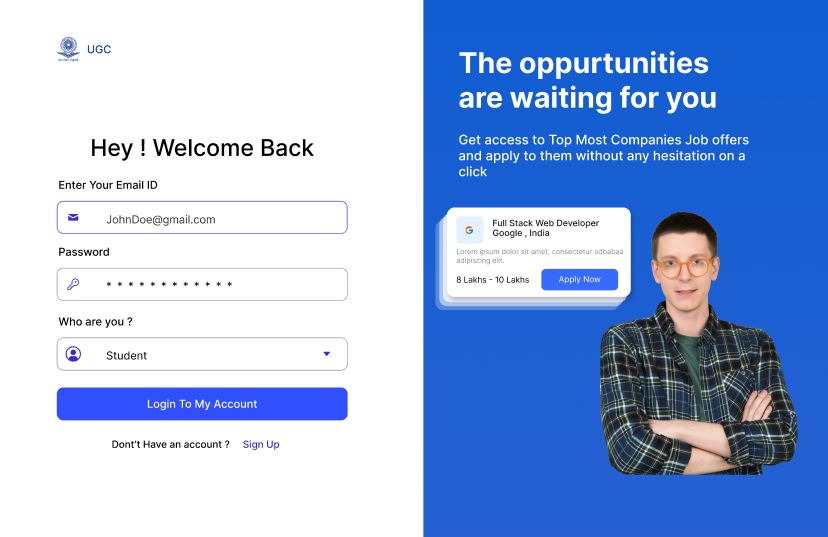 UGC
Hey ! Welcome Back
Enter Your Email ID
JohnDoe@gmail.com
Password
* * * * * * * * * * * *
Who are you ?
Student
Login To My Account
Dont't Have an account ? Sign Up
The oppurtunities
are waiting for you
Get access to Top Most Companies Job offers
and apply to them without any hesitation on a
click
Full Stack Web Developer
Google , India
Lorem ipsum dolor sit amet, consectetur adbabaa
adipiscing elit.
8 Lakhs - 10 Lakhs
Apply Now